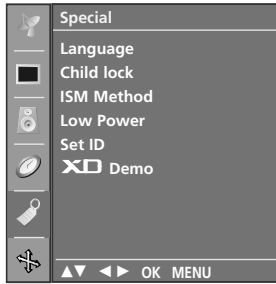 Special
Language
Child lock
ISM Method
Low Power
Set ID
XD Demo
▲▼ ◀▶ OK MENU